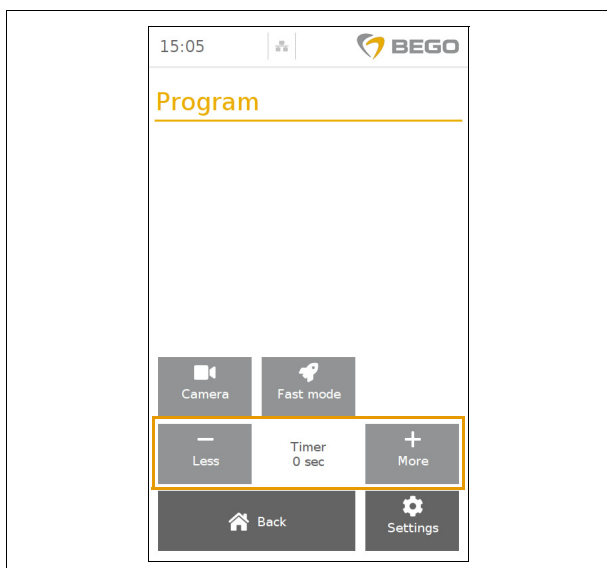 15:05
BEGO
Program
Camera
Fast mode
Less
Timer
0 sec
More
Back
Settings